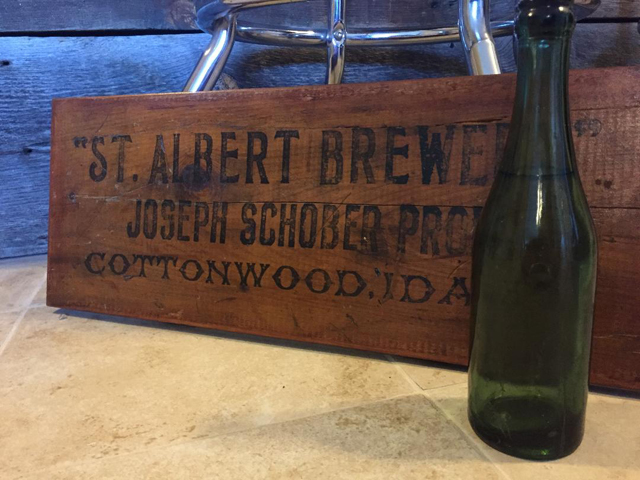 "ST. ALBERT BREWE "
JOSEPH SCHOBER PRO
COTTONWOOD, IDA